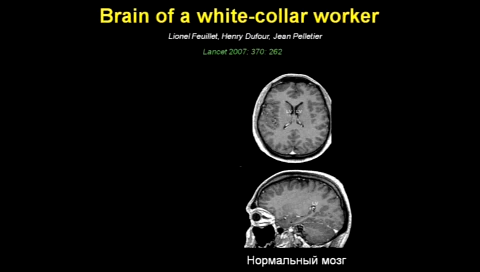 Brain of a white-collar worker
Lionel Feuillet, Henry Dufour, Jean Pelletier
Lancet 2007: 370: 262
Нормальный мозг